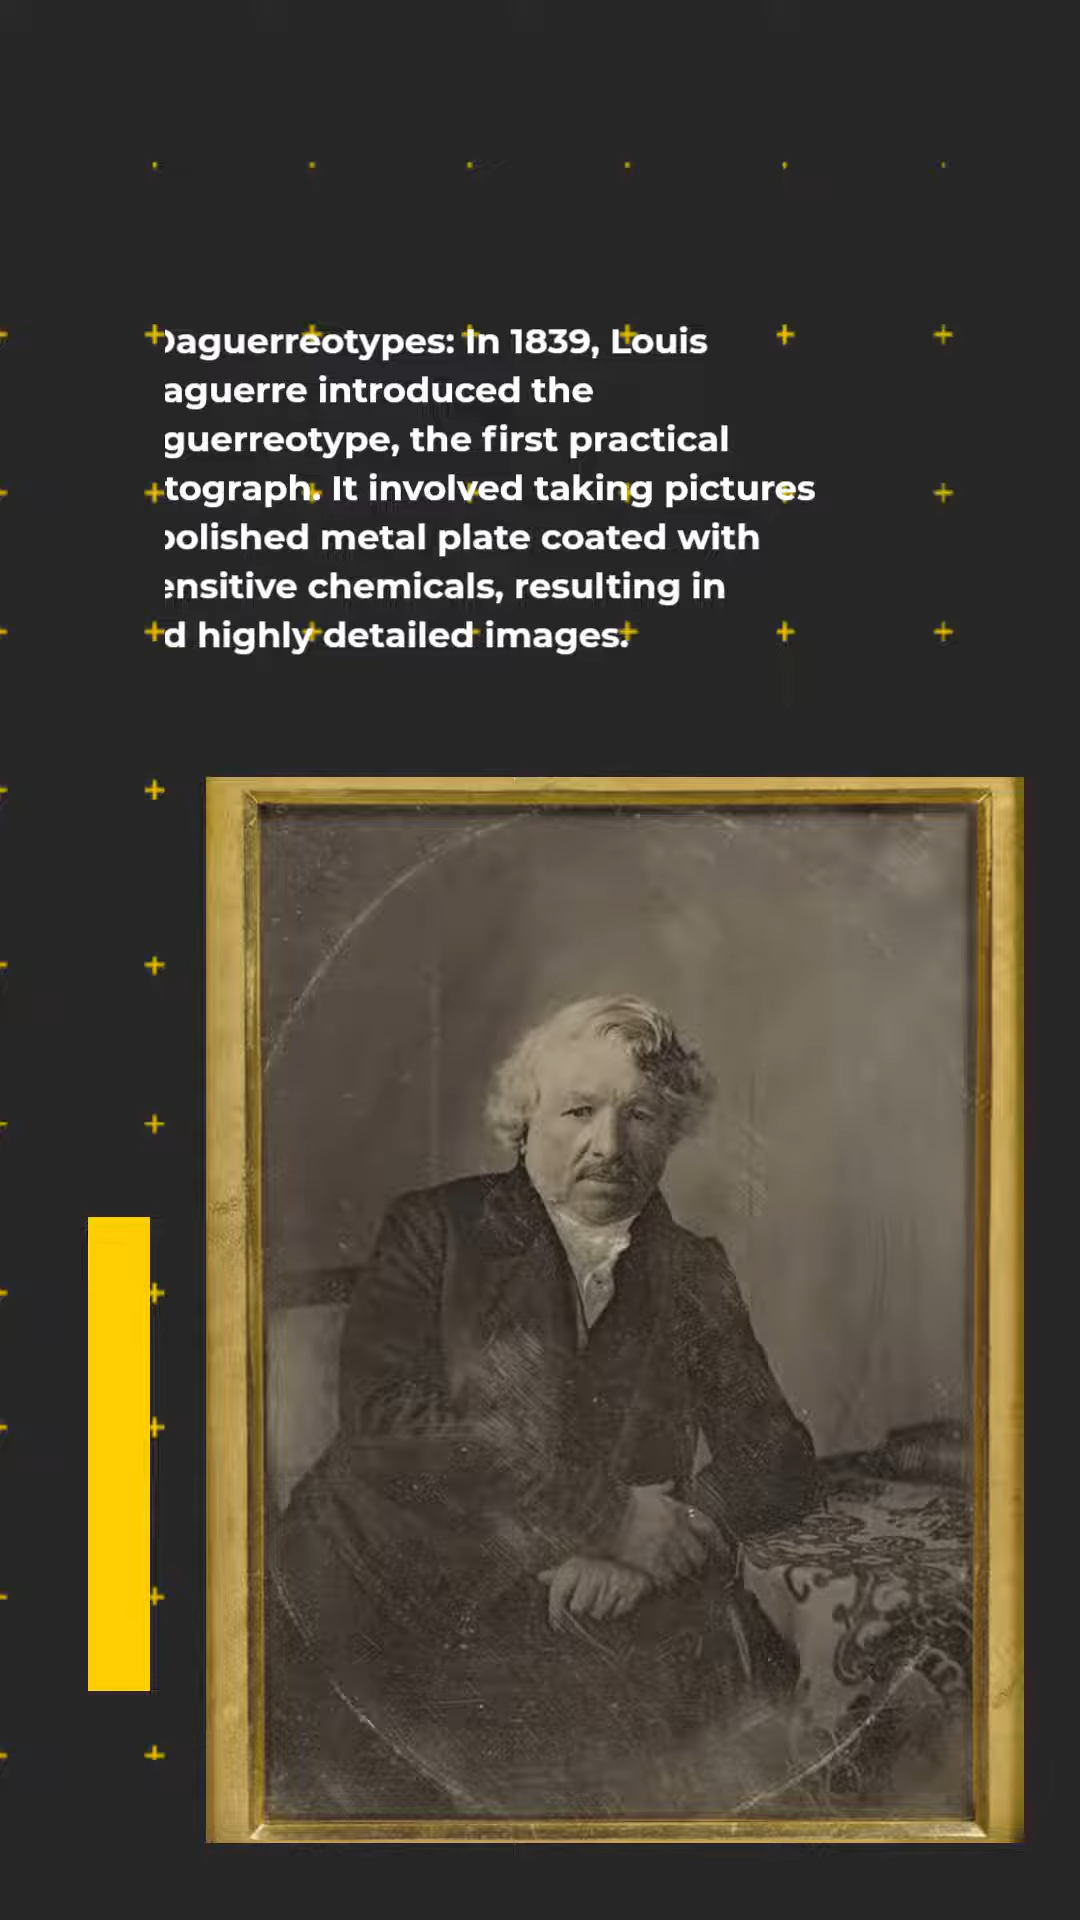 Daguerreotypes: In 1839, Louis
aguerre introduced the
guerreotype, the first practical
tograph. It involved taking pictures
polished metal plate coated with
ensitive chemicals, resulting in
d highly detailed images.